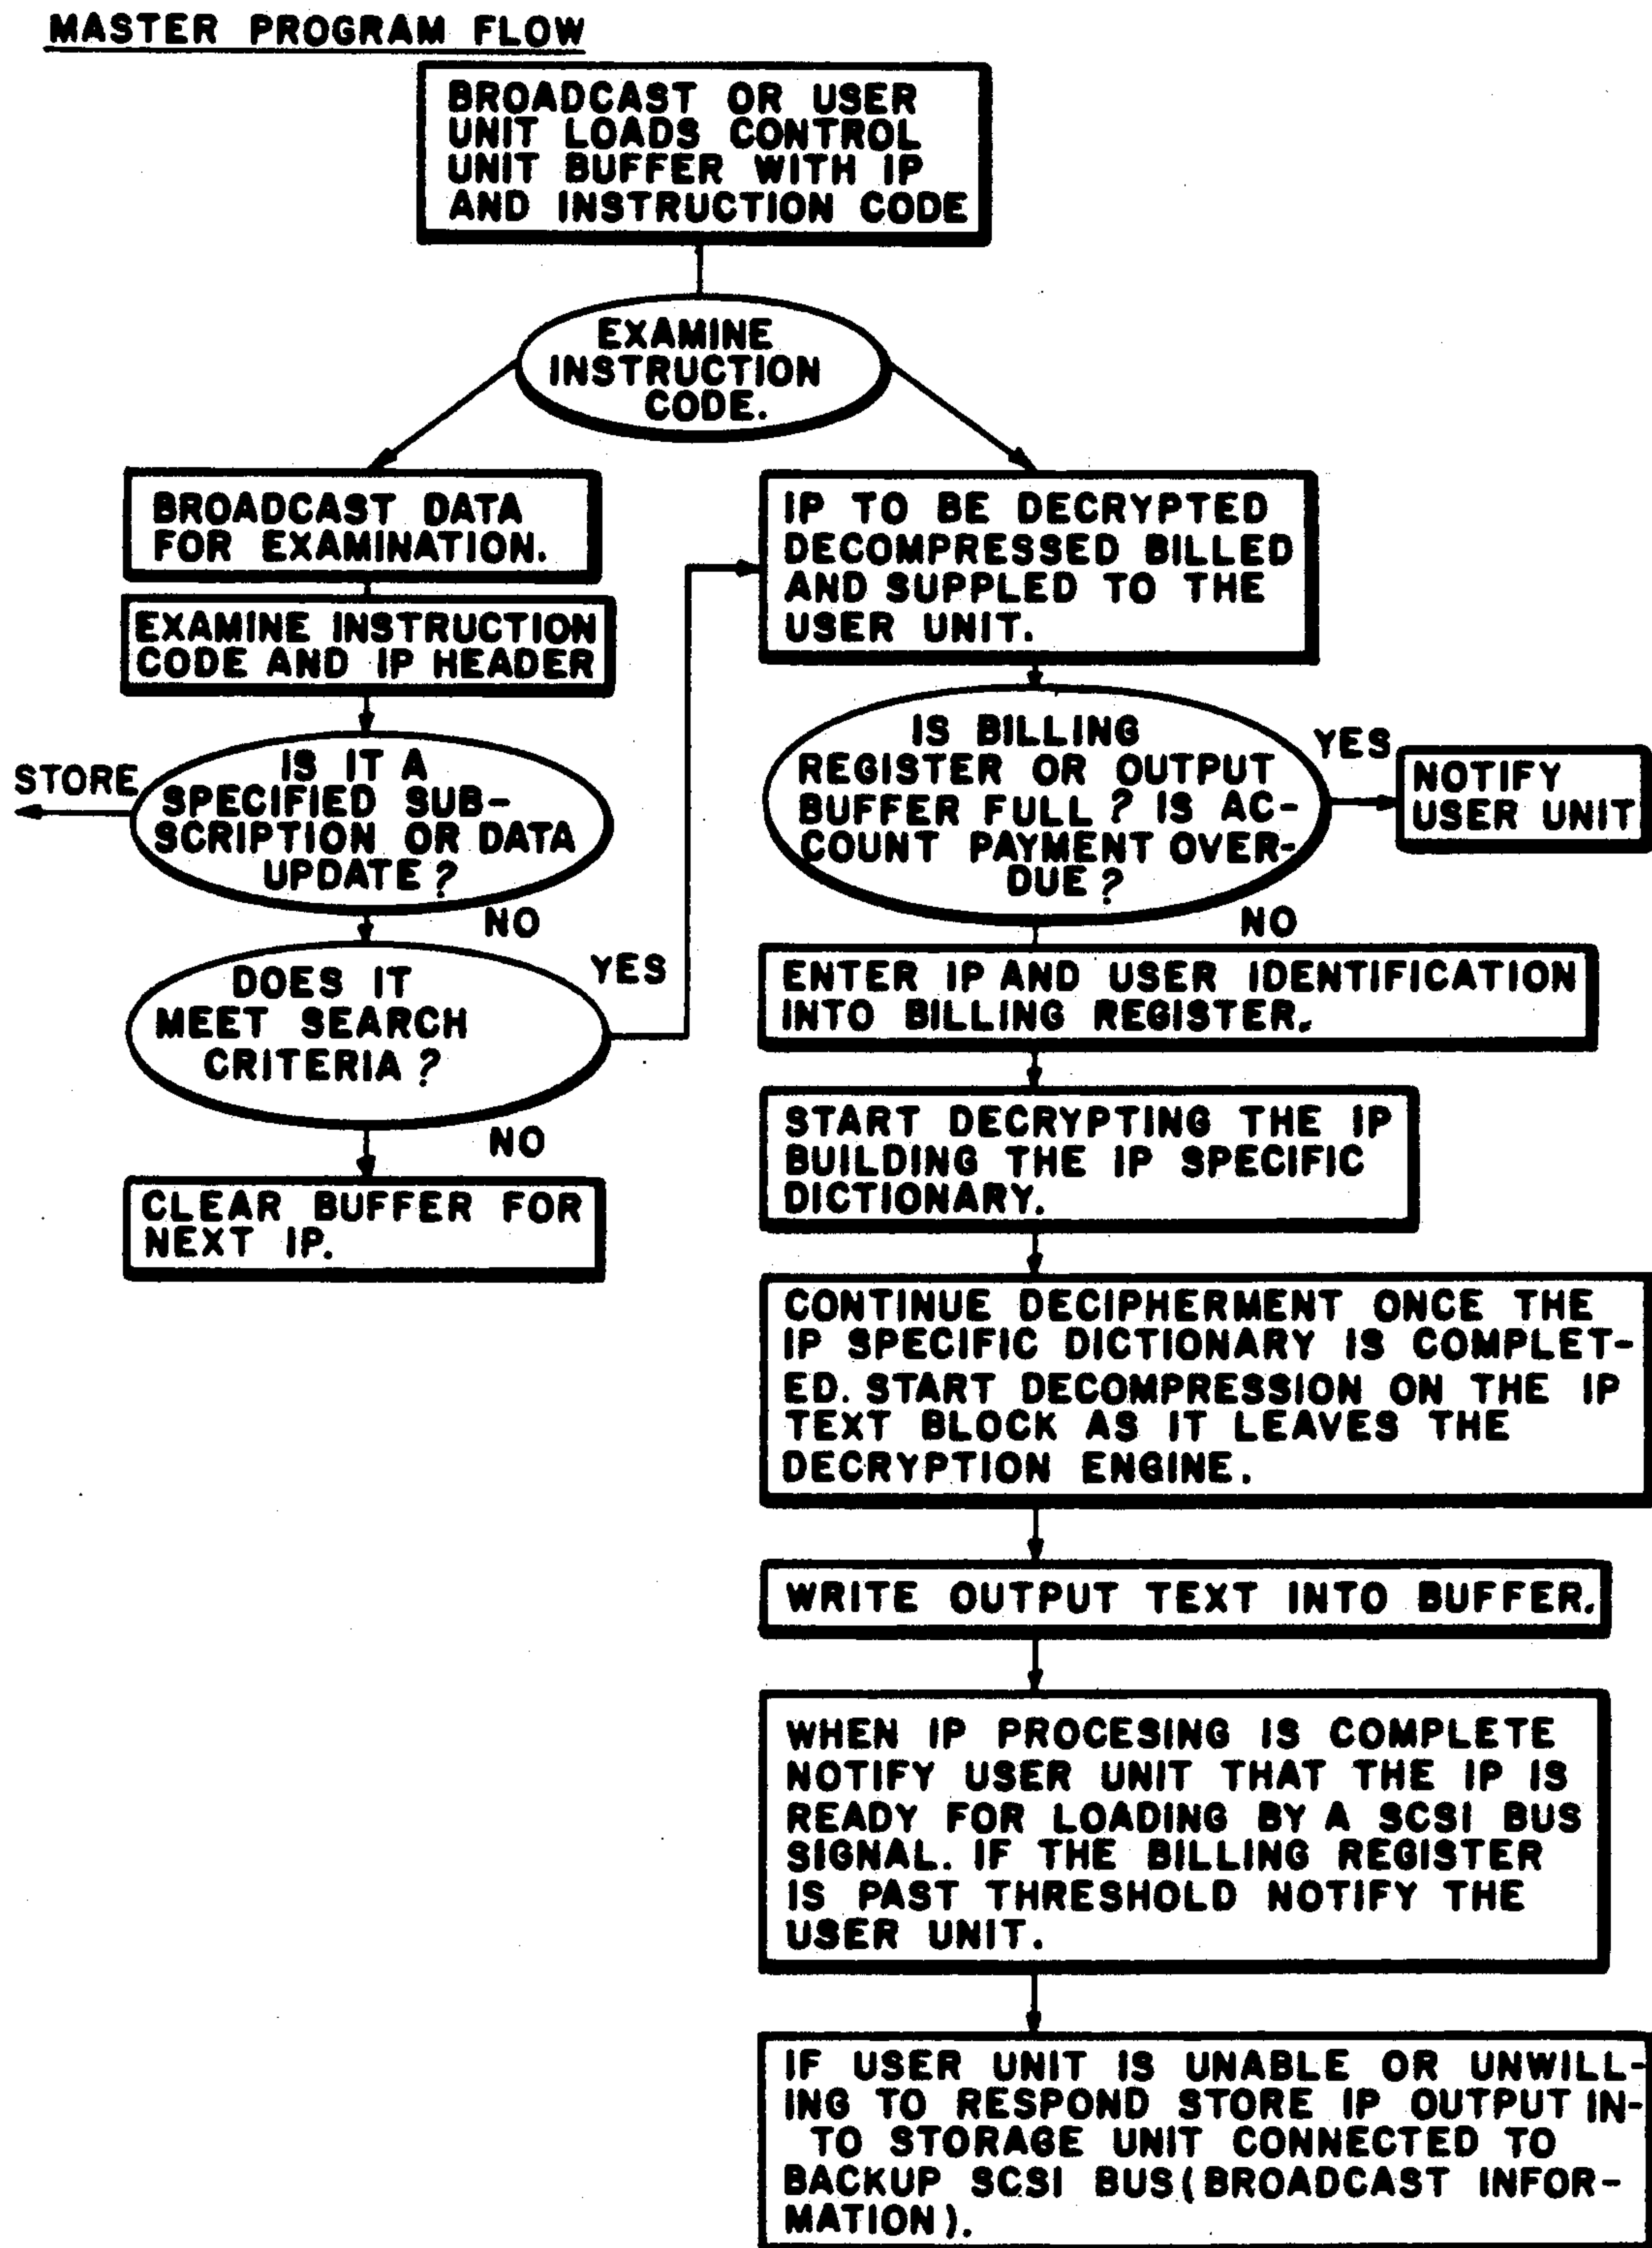 MASTER PROGRAM FLOW
BROADCAST OR USER
UNIT LOADS CONTROL
UNIT BUFFER WITH IP
AND INSTRUCTION CODE
EXAMINE
INSTRUCTION
CODE.
BROADCAST DATA
FOR EXAMINATION.
EXAMINE INSTRUCTION
CODE AND IP HEADER
IS IT A
SPECIFIED SUB-
SCRIPTION OR DATA
UPDATE?
STORE
NO
DOES IT
MEET SEARCH
CRITERIA?
YES
NO
CLEAR BUFFER FOR
NEXT IP.
IP TO BE DECRYPTED
DECOMPRESSED BILLED
AND SUPPLED TO THE
USER UNIT.
IS BILLING
REGISTER OR OUTPUT
BUFFER FULL? IS AC-
COUNT PAYMENT OVER-
DUE?
YES
NOTIFY
USER UNIT
NO
ENTER IP AND USER IDENTIFICATION
INTO BILLING REGISTER.
START DECRYPTING THE IP
BUILDING THE IP SPECIFIC
DICTIONARY.
CONTINUE DECIPHERMENT ONCE THE
IP SPECIFIC DICTIONARY IS COMPLET-
ED. START DECOMPRESSION ON THE IP
TEXT BLOCK AS IT LEAVES THE
DECRYPTION ENGINE.
WRITE OUTPUT TEXT INTO BUFFER.
WHEN IP PROCESING IS COMPLETE
NOTIFY USER UNIT THAT THE IP IS
READY FOR LOADING BY A SCSI BUS
SIGNAL. IF THE BILLING REGISTER
IS PAST THRESHOLD NOTIFY THE
USER UNIT.
IF USER UNIT IS UNABLE OR UNWILL-
ING TO RESPOND STORE IP OUTPUT IN-
TO STORAGE UNIT CONNECTED TO
BACKUP SCSI BUS (BROADCAST INFOR-
MATION).